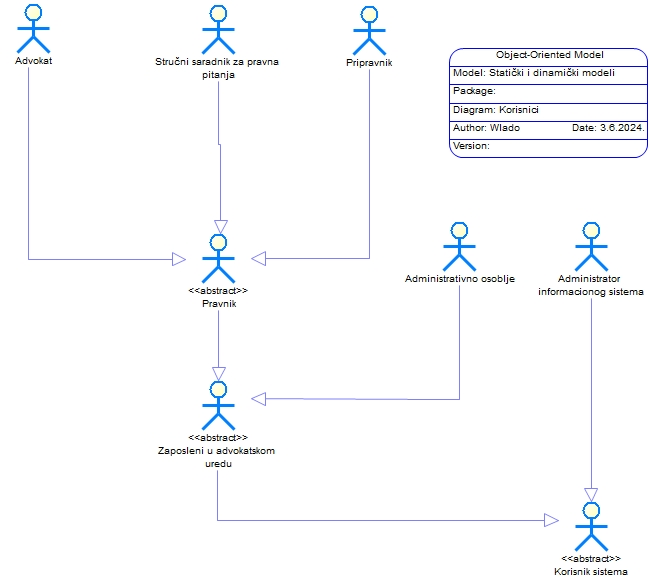 Advokat
Stručni saradnik za pravna
pitanja
Pripravnik
Object-Oriented Model
Model: Statički i dinamički modeli
Package:
Diagram: Korisnici
Author: Wlado Date: 3.6.2024.
Version:
<<abstract>>
Pravnik
Administrativno osoblje
Administrator
informacionog sistema
<<abstract>>
Zaposleni u advokatskom
uredu
<<abstract>>
Korisnik sistema